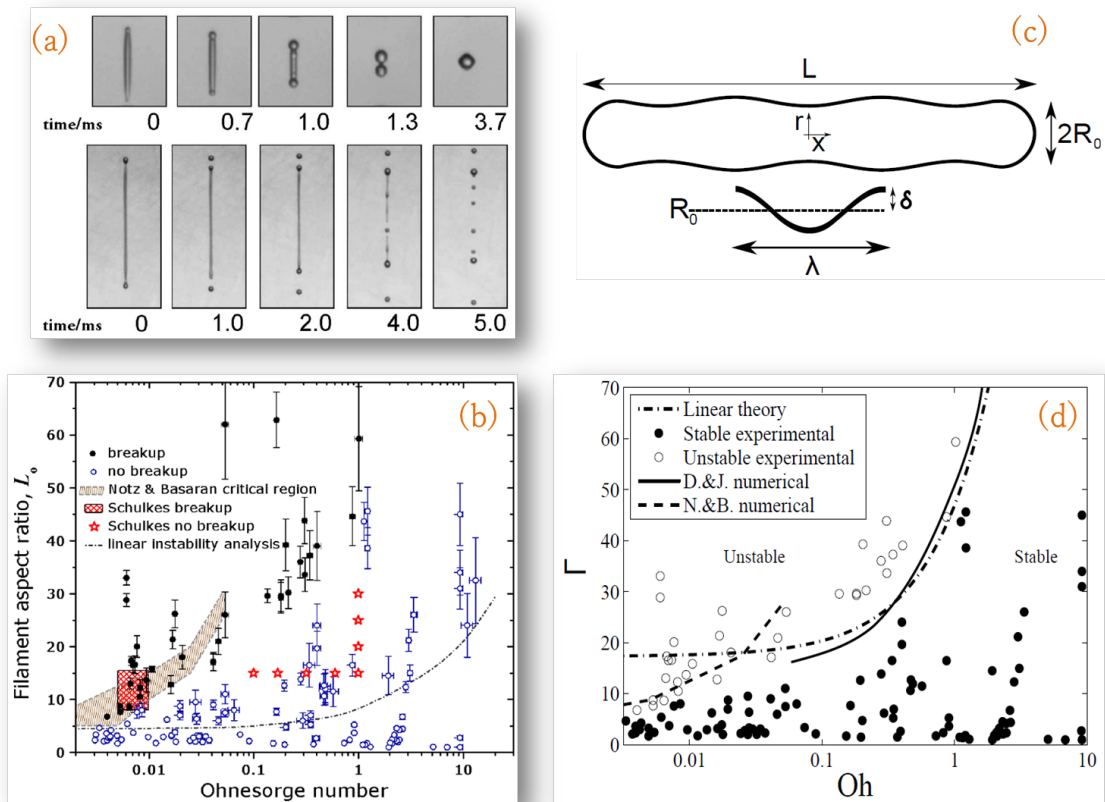 (a)
time/ms 0 0.7 1.0 1.3 3.7
time/ms 0 1.0 2.0 4.0 5.0
(c)
L
r
x
2R₀
R₀
δ
λ
(b)
70
60
50
40
30
20
10
0
Filament aspect ratio, Lₒ
breakup
no breakup
Notz & Basaran critical region
Schulkes breakup
Schulkes no breakup
linear instability analysis
0.01 0.1 1 10
Ohnesorge number
(d)
70
60
50
40
30
20
10
0
Γ
Linear theory
Stable experimental
Unstable experimental
D.&J. numerical
N.&B. numerical
Unstable
Stable
0.01 0.1 1 10
Oh